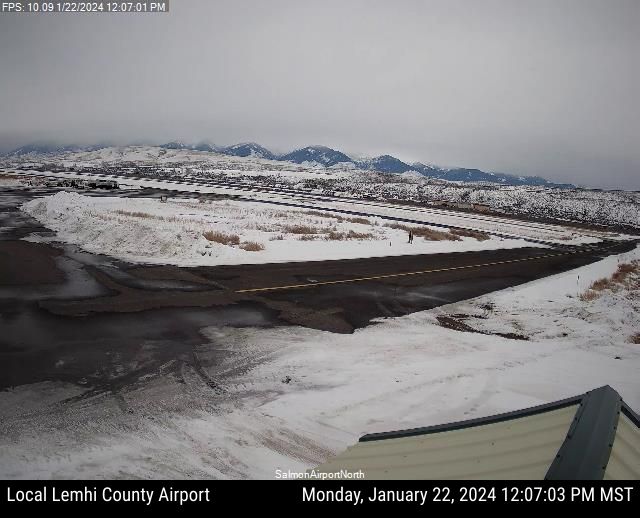 FPS: 10.09 1/22/2024 12:07:01 PM
SalmonAirportNorth
Local Lemhi County Airport Monday, January 22, 2024 12:07:03 PM MST